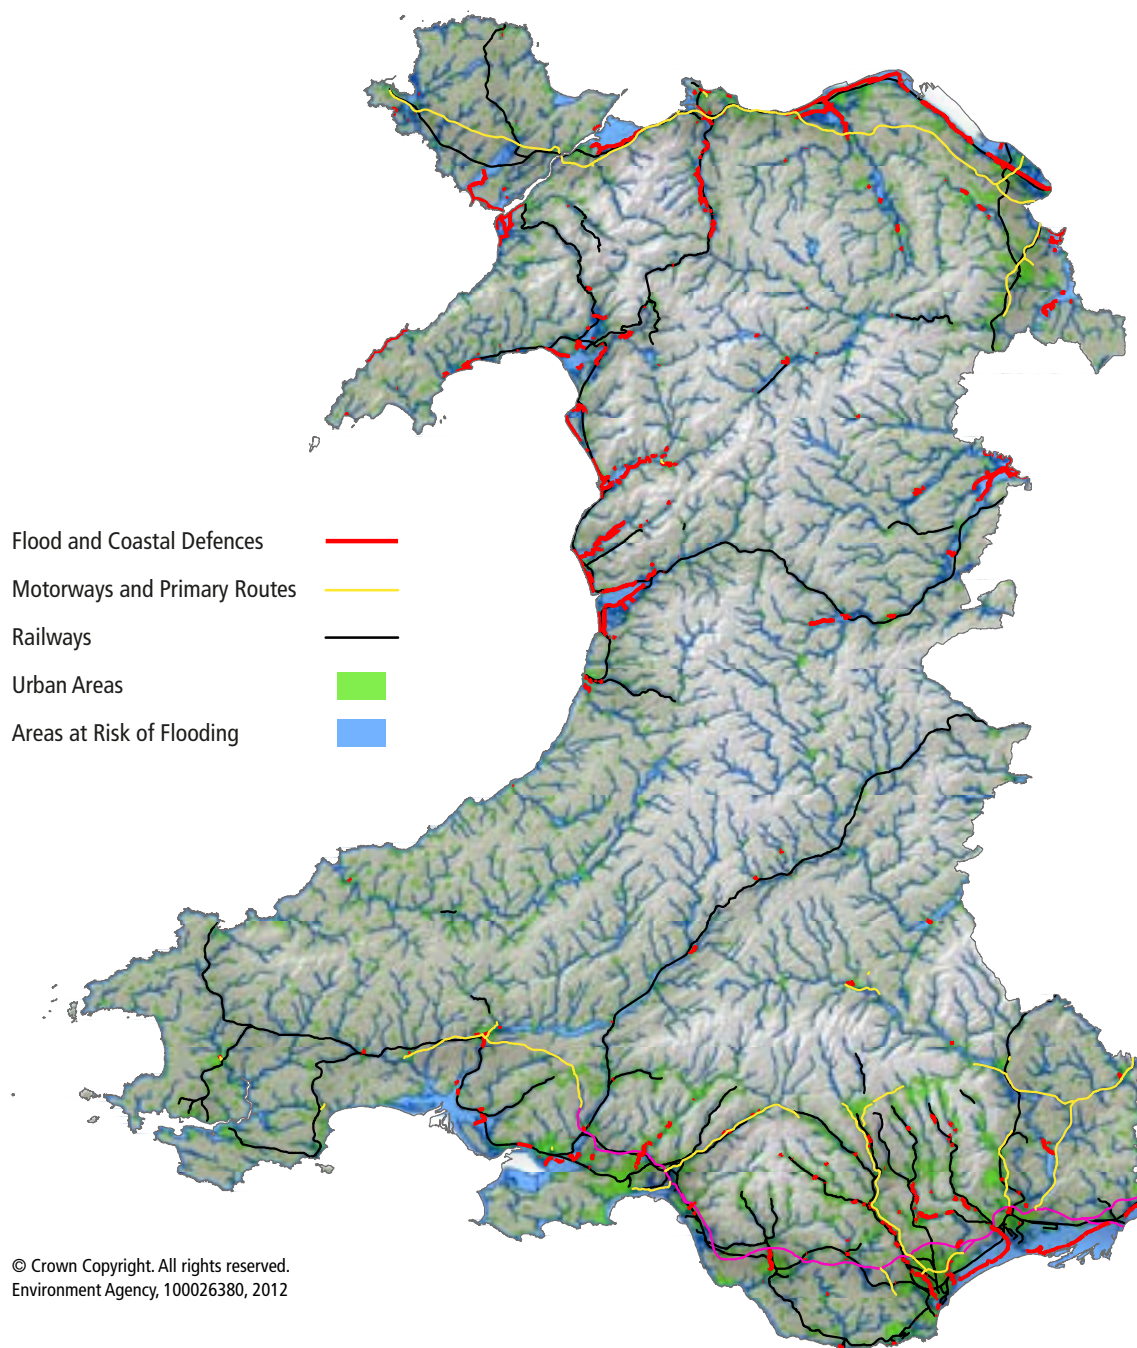 Flood and Coastal Defences
Motorways and Primary Routes
Railways
Urban Areas
Areas at Risk of Flooding
© Crown Copyright. All rights reserved.
Environment Agency, 100026380, 2012